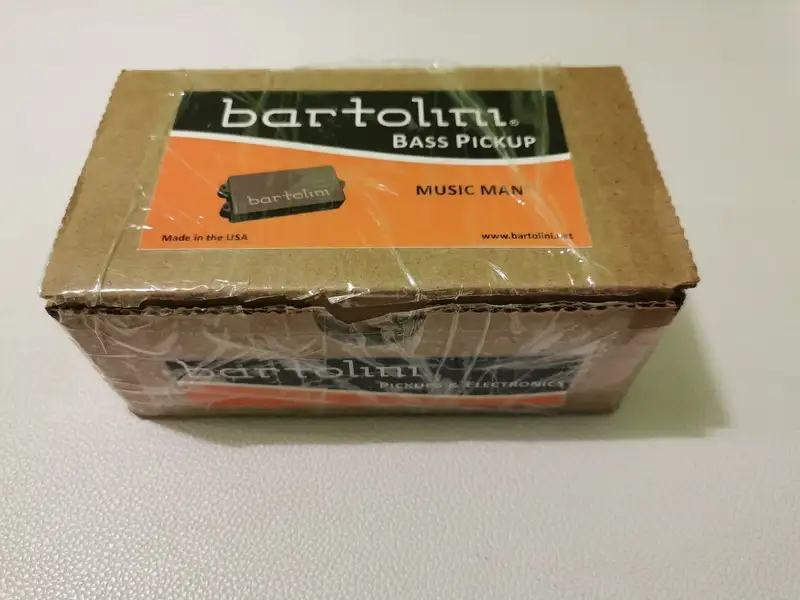 bartolini®
BASS PICKUP
bartolini
MUSIC MAN
Made in the USA
www.bartolini.net
bartolini
PICKUPS & ELECTRONICS